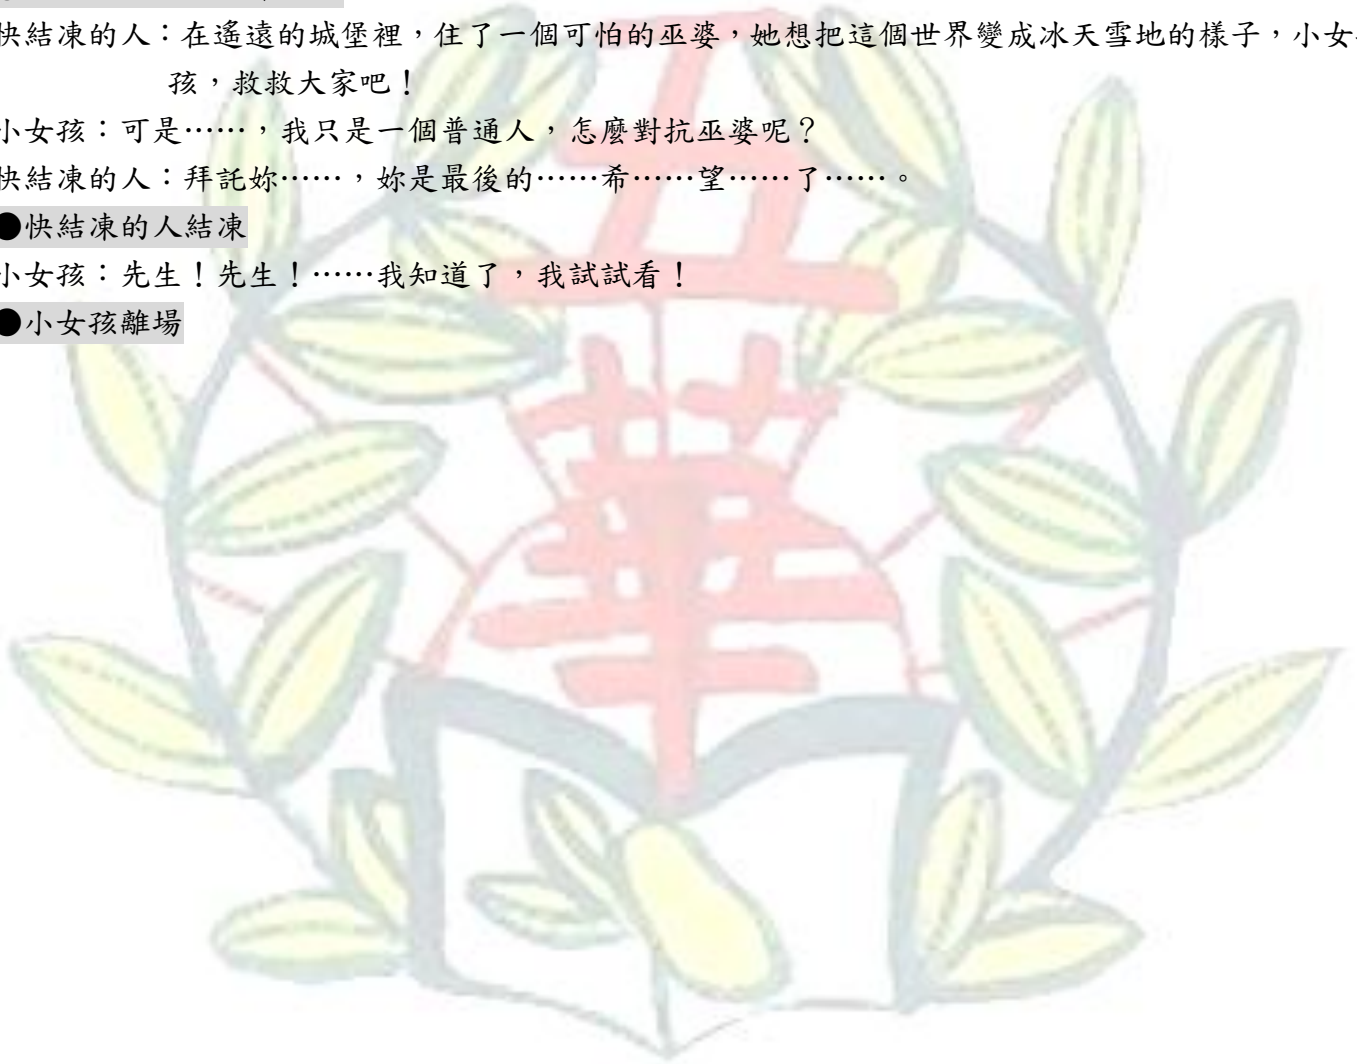 快結凍的人：在遙遠的城堡裡，住了一個可怕的巫婆，她想把這個世界變成冰天雪地的樣子，小女
孩，救救大家吧！
小女孩：可是……，我只是一個普通人，怎麼對抗巫婆呢？
快結凍的人：拜託妳……，妳是最後的……希……望……了……。
●快結凍的人結凍
小女孩：先生！先生！……我知道了，我試試看！
●小女孩離場
五
華